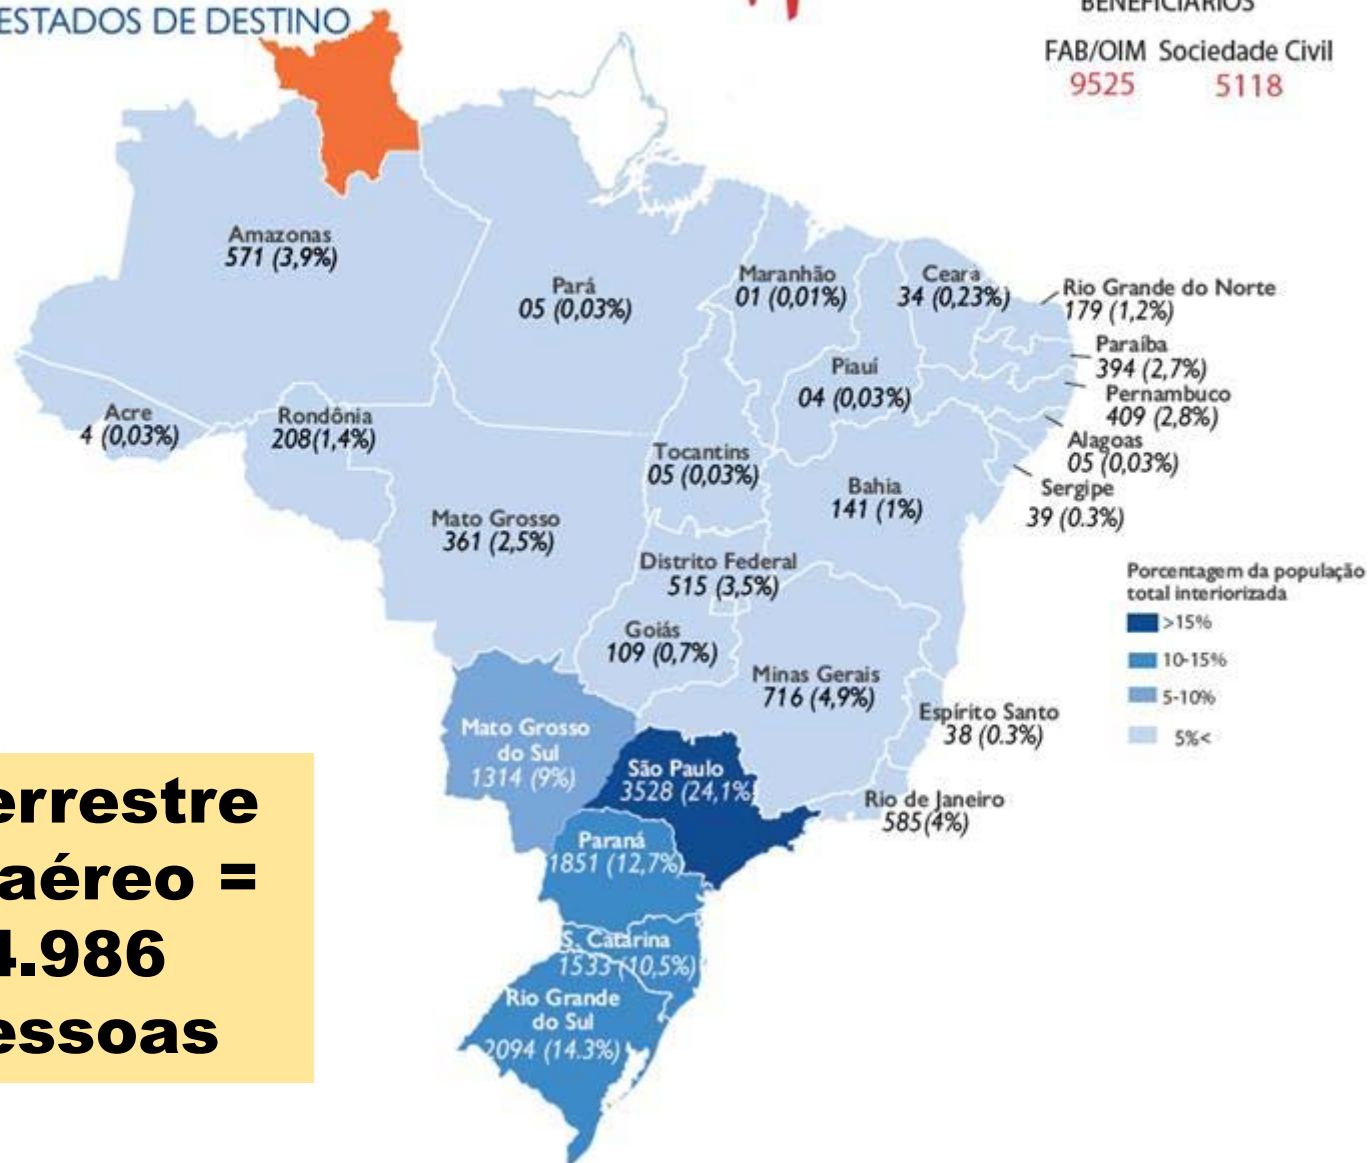 ESTADOS DE DESTINO
BENEFICIÁRIOS
FAB/OIM Sociedade Civil
9525 5118
Amazonas
571 (3,9%)
Pará
05 (0,03%)
Maranhão
01 (0,01%)
Ceará
34 (0,23%)
Rio Grande do Norte
179 (1,2%)
Paraíba
394 (2,7%)
Piauí
04 (0,03%)
Pernambuco
409 (2,8%)
Acre
4 (0,03%)
Rondônia
208(1,4%)
Alagoas
05 (0,03%)
Tocantins
05 (0,03%)
Bahia
141 (1%)
Sergipe
39 (0.3%)
Mato Grosso
361 (2,5%)
Distrito Federal
515 (3,5%)
Porcentagem da população
total interiorizada
>15%
10-15%
5-10%
5%<
Goiás
109 (0,7%)
Minas Gerais
716 (4,9%)
Espírito Santo
38 (0.3%)
Mato Grosso
do Sul
1314 (9%)
São Paulo
3528 (24,1%)
Rio de Janeiro
585(4%)
Paraná
1851 (12,7%)
S. Catarina
1533 (10,5%)
Rio Grande
do Sul
2094 (14.3%)
errestre
aéreo =
4.986
essoas